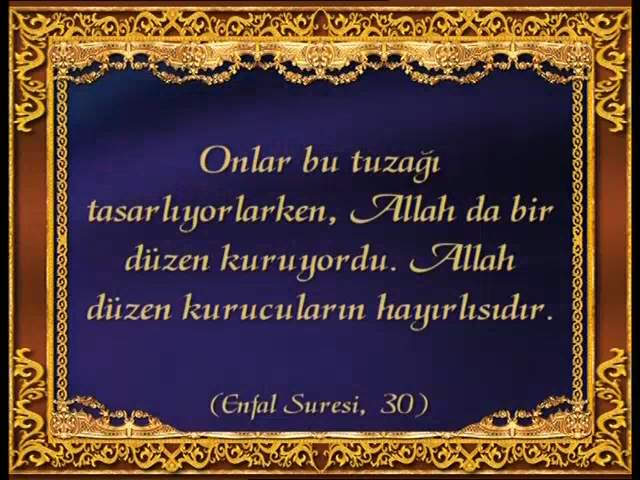 Onlar bu tuzağı
tasarlıyorlarken, Allah da bir
düzen kuruyordu. Allah
düzen kurucuların hayırlısıdır.
(Enfal Suresi, 30)